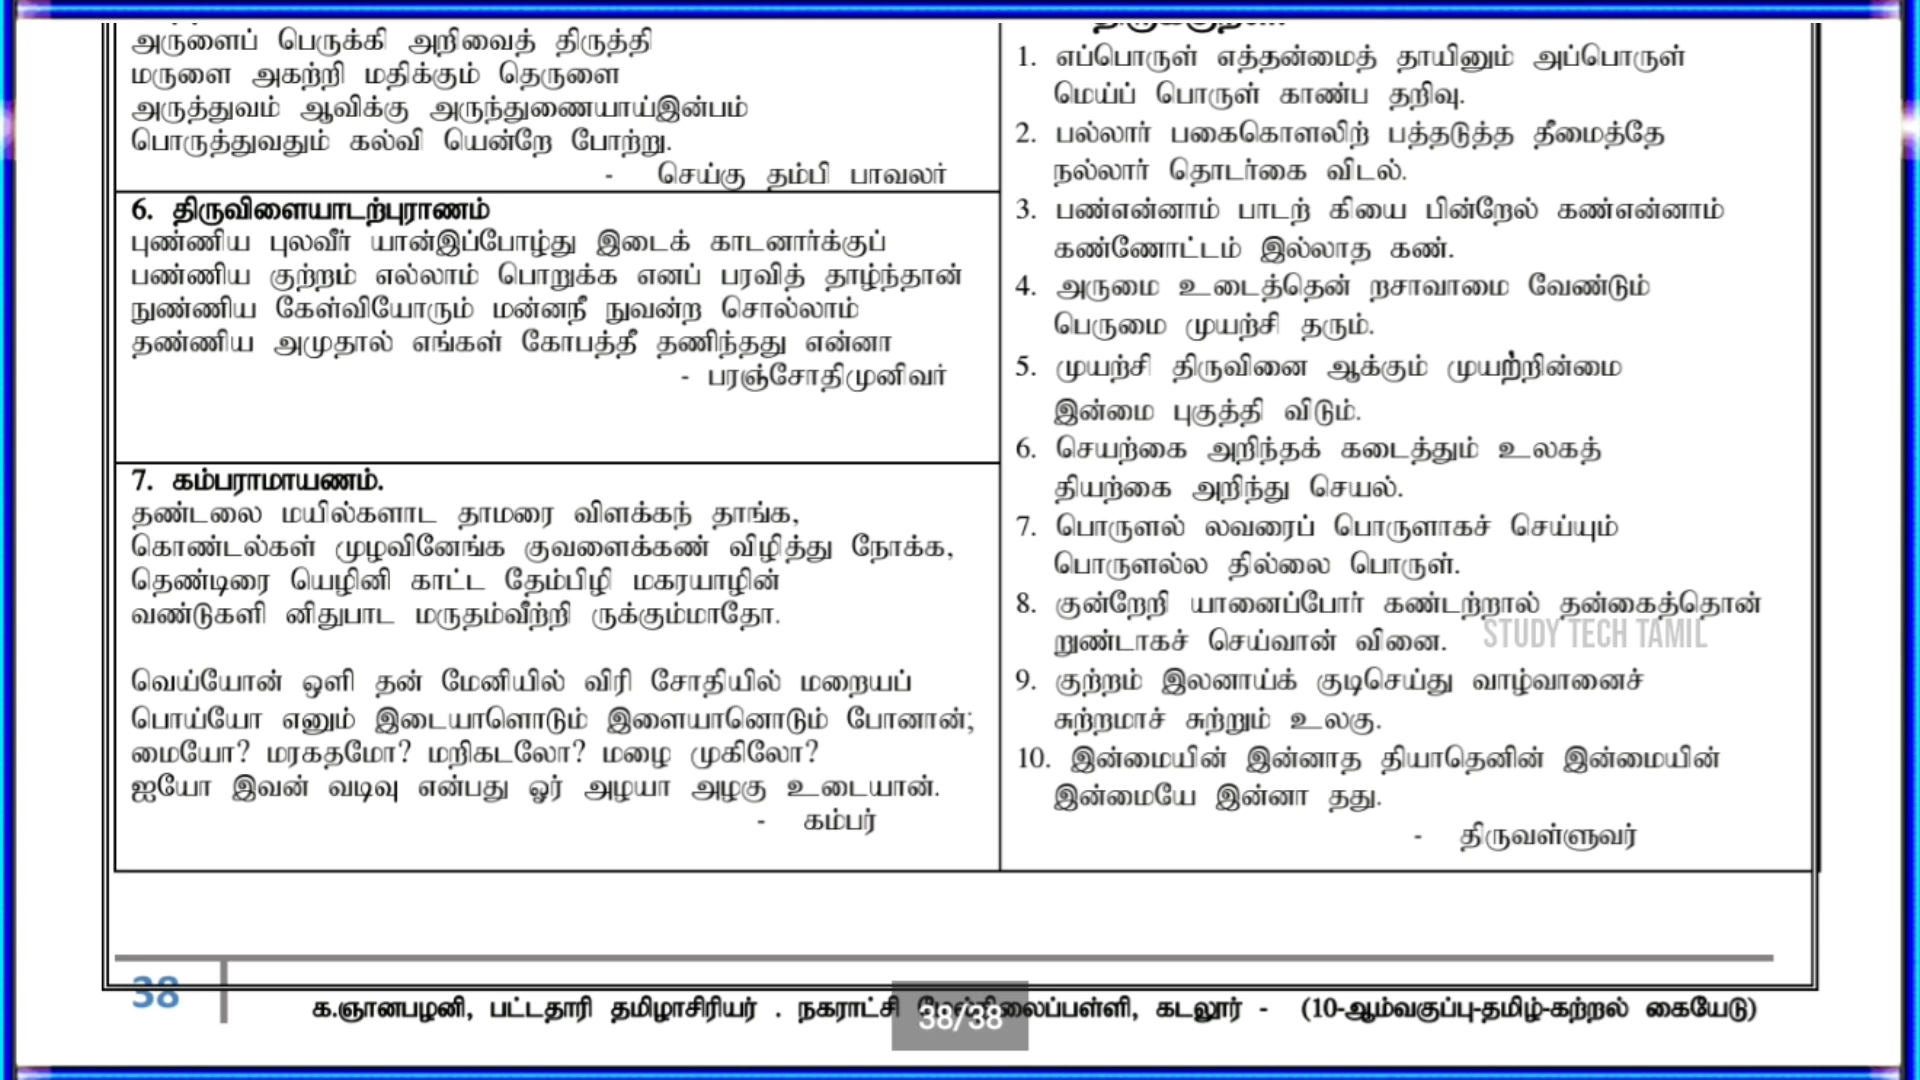 அருளைப் பெருக்கி அறிவைத் திருத்தி
மருளை அகற்றி மதிக்கும் தெருளை
அருத்துவம் ஆவிக்கு அருந்துணையாய்இன்பம்
பொருத்துவதும் கல்வி யென்றே போற்று.
- செய்கு தம்பி பாவலர்
6. திருவிளையாடற்புராணம்
புண்ணிய புலவீர் யான்இப்போழ்து இடைக் காடனார்க்குப்
பண்ணிய குற்றம் எல்லாம் பொறுக்க எனப் பரவித் தாழ்ந்தான்
நுண்ணிய கேள்வியோரும் மன்னநீ நுவன்ற சொல்லாம்
தண்ணிய அமுதால் எங்கள் கோபத்தீ தணிந்தது என்னா
- பரஞ்சோதிமுனிவர்
7. கம்பராமாயணம்.
தண்டலை மயில்களாட தாமரை விளக்கந் தாங்க,
கொண்டல்கள் முழவினேங்க குவளைக்கண் விழித்து நோக்க,
தெண்டிரை யெழினி காட்ட தேம்பிழி மகரயாழின்
வண்டுகளி னிதுபாட மருதம்வீற்றி ருக்கும்மாதோ.
வெய்யோன் ஒளி தன் மேனியில் விரி சோதியில் மறையப்
பொய்யோ எனும் இடையாளொடும் இளையானொடும் போனான்;
மையோ? மரகதமோ? மறிகடலோ? மழை முகிலோ?
ஐயோ இவன் வடிவு என்பது ஓர் அழயா அழகு உடையான்.
- கம்பர்
1. எப்பொருள் எத்தன்மைத் தாயினும் அப்பொருள்
மெய்ப் பொருள் காண்ப தறிவு.
2. பல்லார் பகைகொளலிற் பத்தடுத்த தீமைத்தே
நல்லார் தொடர்கை விடல்.
3. பண்என்னாம் பாடற் கியை பின்றேல் கண்என்னாம்
கண்ணோட்டம் இல்லாத கண்.
4. அருமை உடைத்தென் றசாவாமை வேண்டும்
பெருமை முயற்சி தரும்.
5. முயற்சி திருவினை ஆக்கும் முயற்றின்மை
இன்மை புகுத்தி விடும்.
6. செயற்கை அறிந்தக் கடைத்தும் உலகத்
தியற்கை அறிந்து செயல்.
7. பொருளல் லவரைப் பொருளாகச் செய்யும்
பொருளல்ல தில்லை பொருள்.
8. குன்றேறி யானைப்போர் கண்டற்றால் தன்கைத்தொன்
றுண்டாகச் செய்வான் வினை.
STUDY TECH TAMIL
9. குற்றம் இலனாய்க் குடிசெய்து வாழ்வானைச்
சுற்றமாச் சுற்றும் உலகு.
10. இன்மையின் இன்னாத தியாதெனின் இன்மையின்
இன்மையே இன்னா தது.
- திருவள்ளுவர்
38
க.ஞானபழனி, பட்டதாரி தமிழாசிரியர் . நகராட்சி மேல்நிலைப்பள்ளி, கடலூர் - (10-ஆம்வகுப்பு-தமிழ்-கற்றல் கையேடு)
38/38